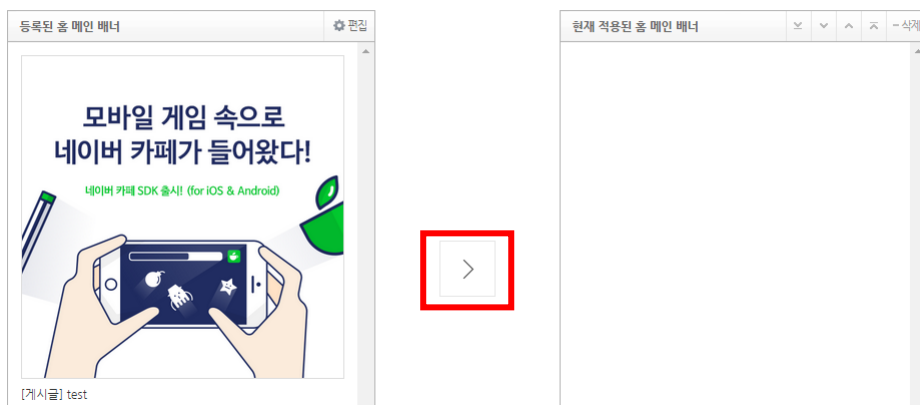 등록된 홈 메인 배너
편집
모바일 게임 속으로
네이버 카페가 들어왔다!
네이버 카페 SDK 출시! (for iOS & Android)
[게시글] test
현재 적용된 홈 메인 배너
삭제